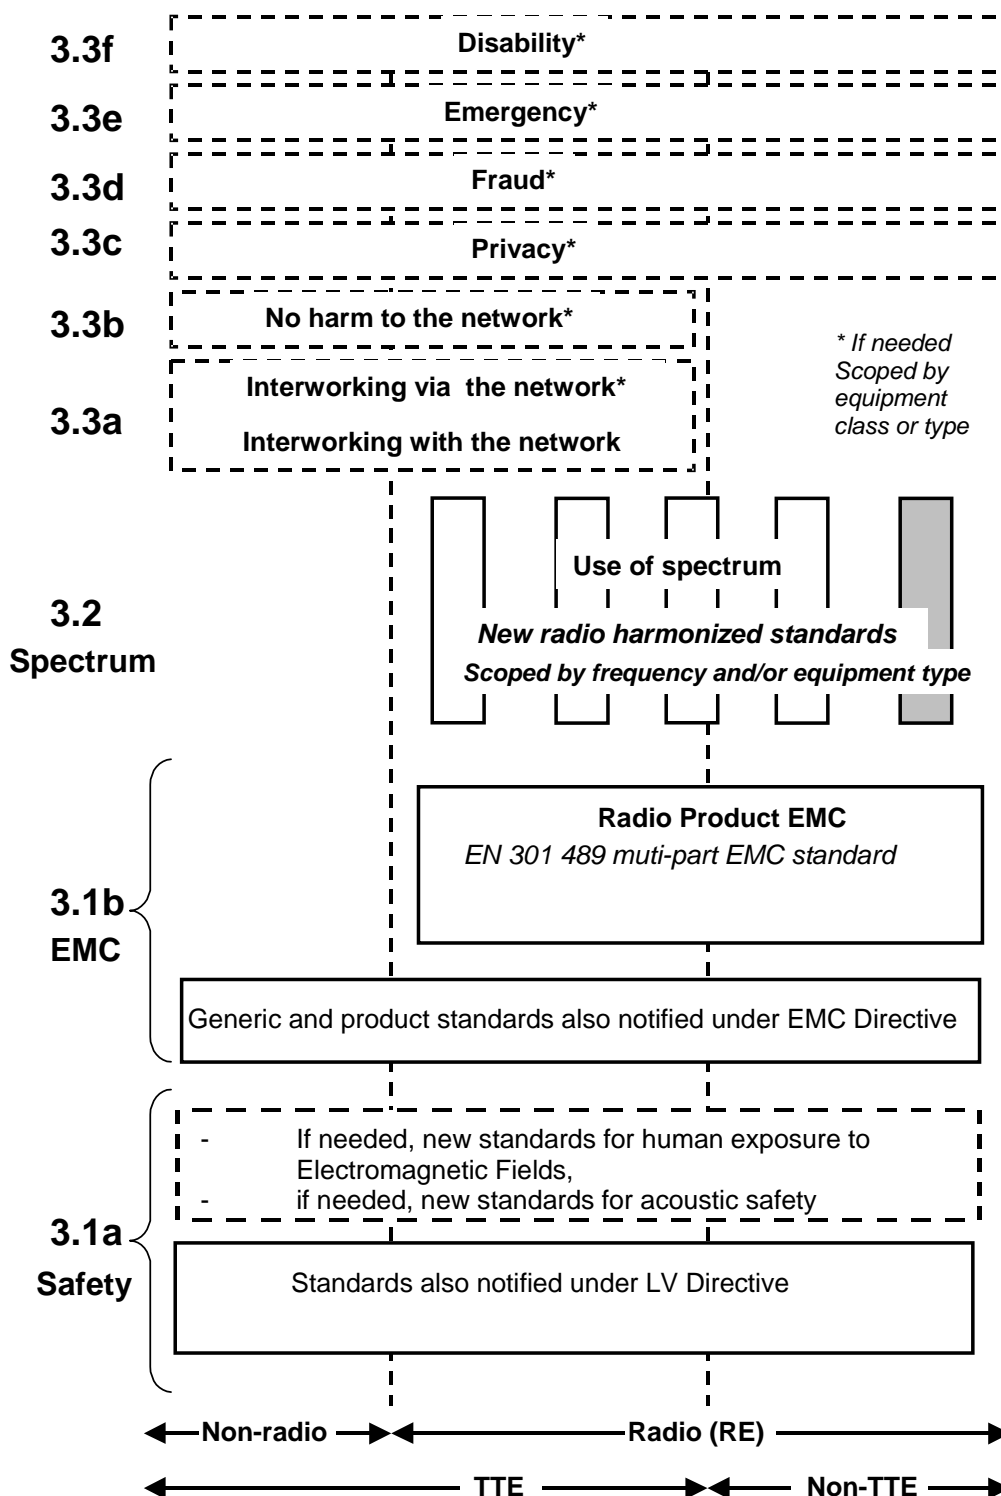 3.3f
Disability*
3.3e
Emergency*
3.3d
Fraud*
3.3c
Privacy*
3.3b
No harm to the network*
3.3a
Interworking via the network*
Interworking with the network
* If needed
Scoped by
equipment
class or type
3.2
Spectrum
Use of spectrum
New radio harmonized standards
Scoped by frequency and/or equipment type
3.1b
EMC
Radio Product EMC
EN 301 489 muti-part EMC standard
Generic and product standards also notified under EMC Directive
3.1a
Safety
- If needed, new standards for human exposure to
Electromagnetic Fields,
- if needed, new standards for acoustic safety
Standards also notified under LV Directive
Non-radio
Radio (RE)
TTE
Non-TTE